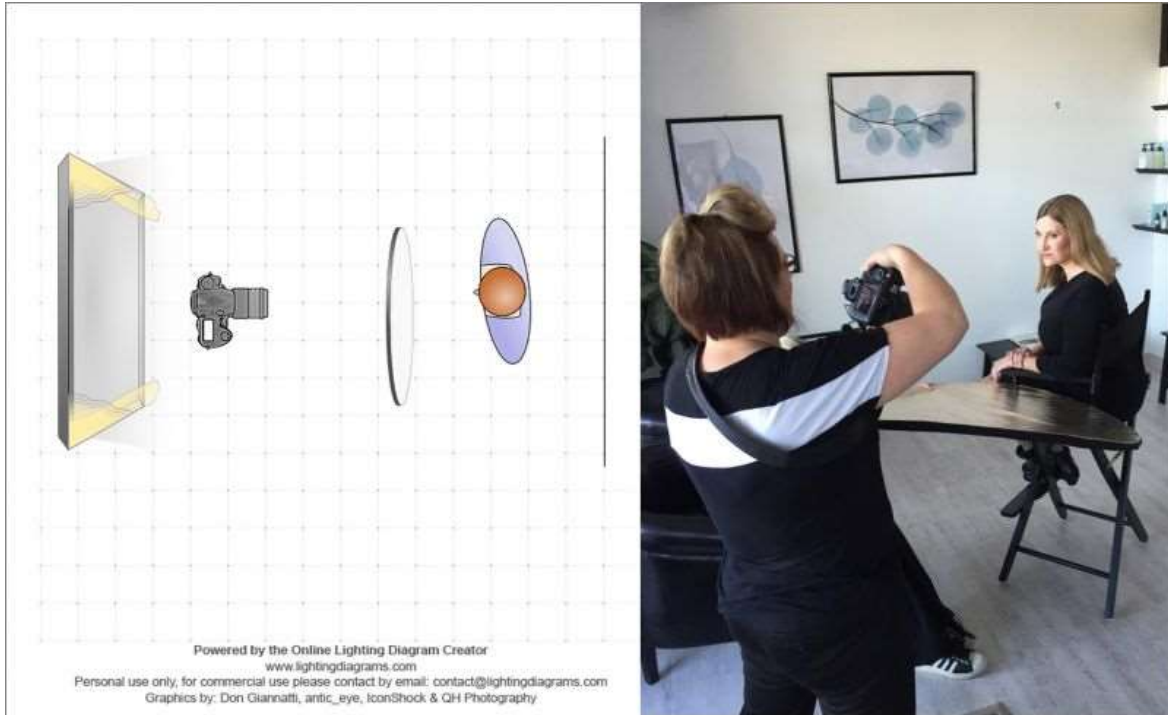 Powered by the Online Lighting Diagram Creator
www.lightingdiagrams.com
Personal use only, for commercial use please contact by email: contact@lightingdiagrams.com
Graphics by: Don Giannatti, antic_eye, IconShock & QH Photography